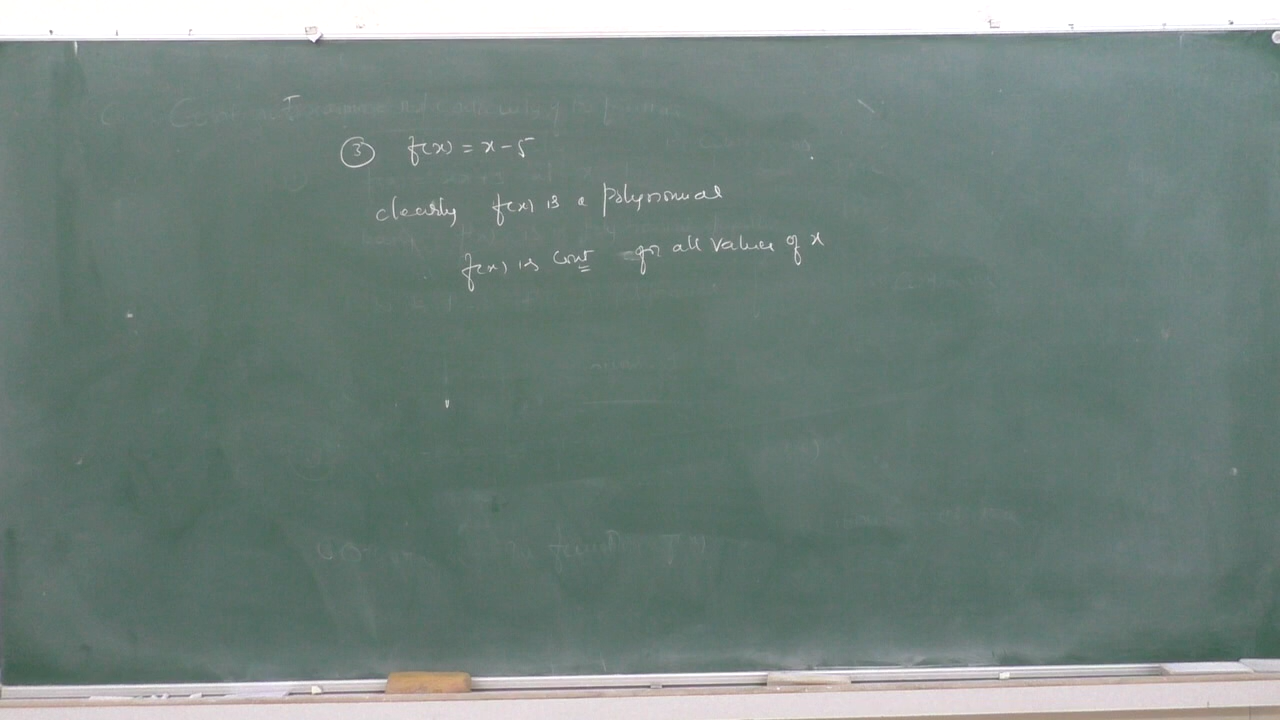 ③ f(x) = x - 5
clearly f(x) is a polynomial
f(x) is cont for all values of x